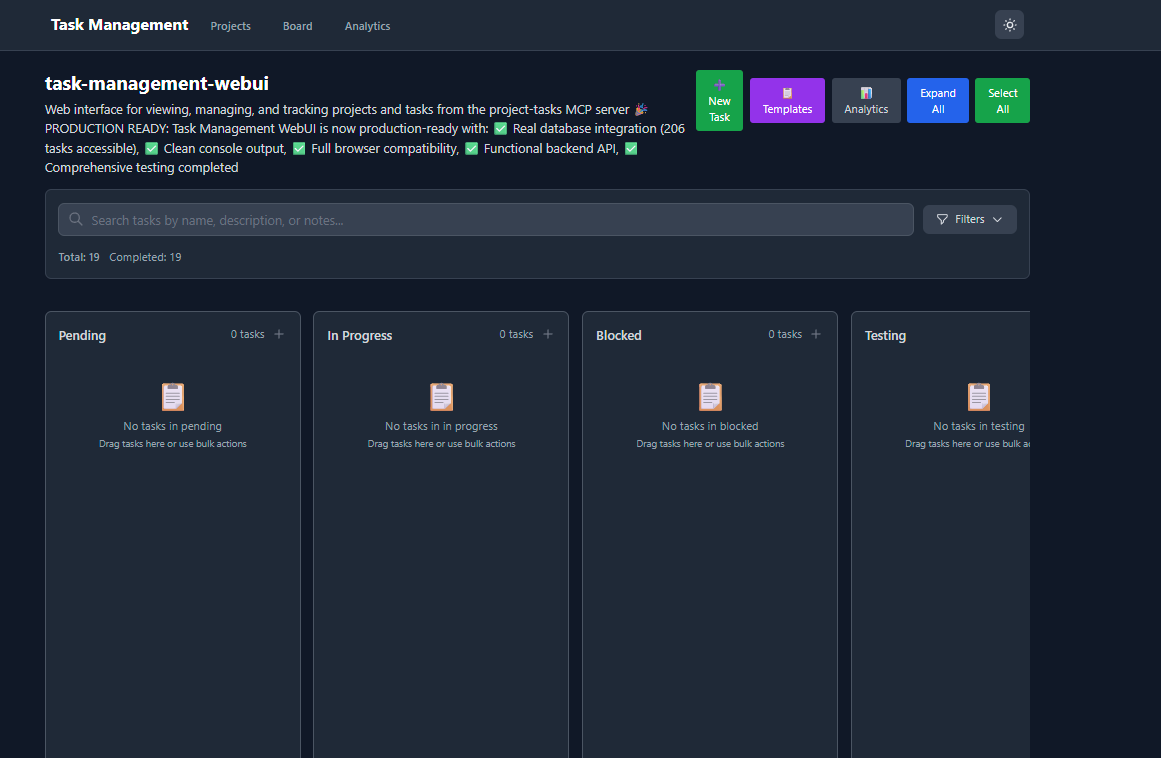 Task Management Projects Board Analytics
task-management-webui
Web interface for viewing, managing, and tracking projects and tasks from the project-tasks MCP server 🎉
PRODUCTION READY: Task Management WebUI is now production-ready with: ✅ Real database integration (206
tasks accessible), ✅ Clean console output, ✅ Full browser compatibility, ✅ Functional backend API, ✅
Comprehensive testing completed
➕
New
Task
📋
Templates
📊
Analytics
Expand
All
Select
All
Search tasks by name, description, or notes...
Filters
Total: 19 Completed: 19
Pending 0 tasks +
No tasks in pending
Drag tasks here or use bulk actions
In Progress 0 tasks +
No tasks in in progress
Drag tasks here or use bulk actions
Blocked 0 tasks +
No tasks in blocked
Drag tasks here or use bulk actions
Testing
No tasks in testing
Drag tasks here or use bulk